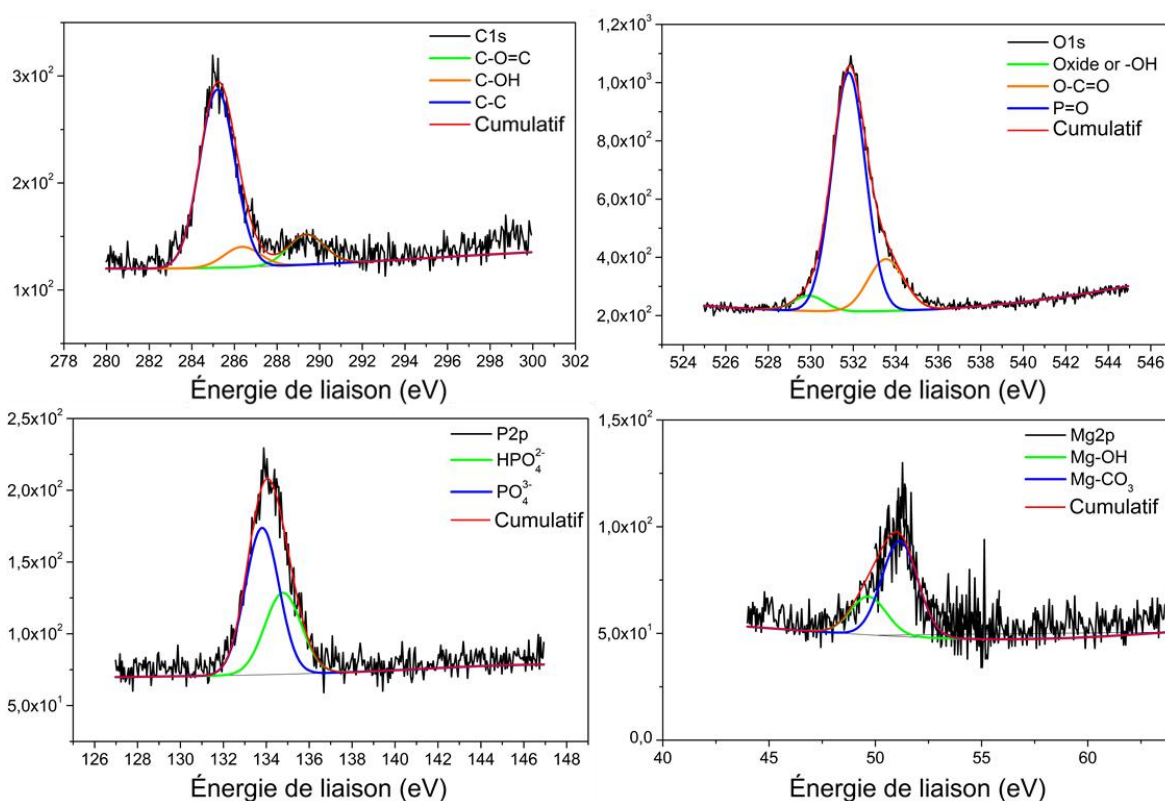 C1s
C-O=C
C-OH
C-C
Cumulatif
3x10²
2x10²
1x10²
278 280 282 284 286 288 290 292 294 296 298 300 302
Énergie de liaison (eV)
1,2x10³
1,0x10³
8,0x10²
6,0x10²
4,0x10²
2,0x10²
O1s
Oxide or -OH
O-C=O
P=O
Cumulatif
524 526 528 530 532 534 536 538 540 542 544 546
Énergie de liaison (eV)
2,5x10²
2,0x10²
1,5x10²
1,0x10²
5,0x10¹
P2p
HPO₄²⁻
PO₄³⁻
Cumulatif
126 128 130 132 134 136 138 140 142 144 146 148
Énergie de liaison (eV)
1,5x10²
1,0x10²
5,0x10¹
0,0
Mg2p
Mg-OH
Mg-CO₃
Cumulatif
40 45 50 55 60
Énergie de liaison (eV)